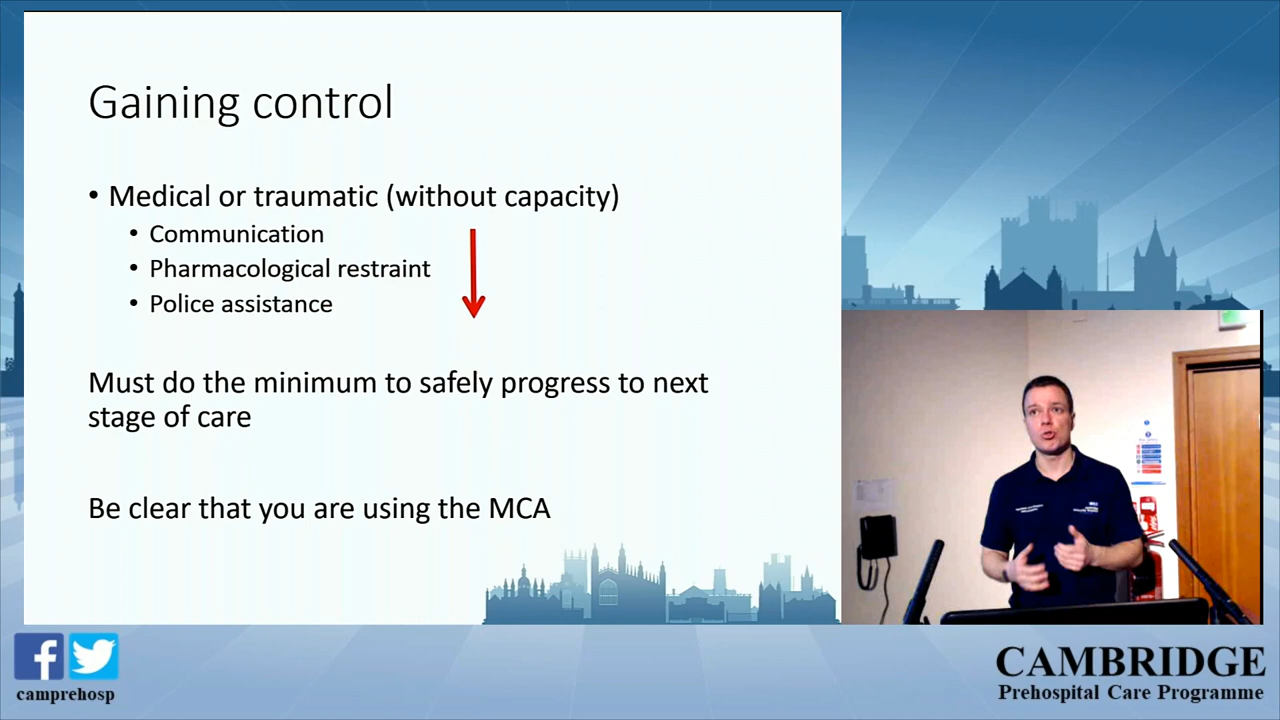 Gaining control
• Medical or traumatic (without capacity)
• Communication
• Pharmacological restraint
• Police assistance
Must do the minimum to safely progress to next
stage of care
Be clear that you are using the MCA
camprehosp
CAMBRIDGE
Prehospital Care Programme